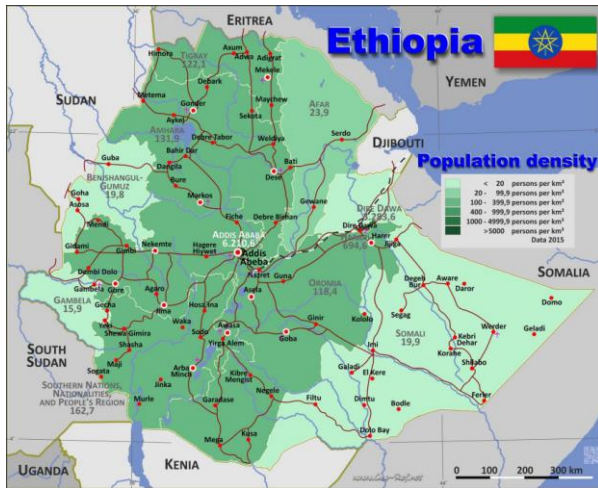 Ethiopia
ERITREA
YEMEN
SUDAN
DJIBOUTI
SOMALIA
SOUTH
SUDAN
UGANDA
KENIA
Population density
< 20 persons per km²
20 - 99,9 persons per km²
100 - 399,9 persons per km²
400 - 999,9 persons per km²
1000 - 4999,9 persons per km²
>5000 persons per km²
Data 2015
TIGRAY
122,1
AFAR
23,9
AMHARA
131,9
BENISHANGUL-
GUMUZ
19,8
DIRE DAWA
694,6
ADDIS ABABA
6.210,6
OROMIA
118,4
GAMBELA
15,9
SOMALI
19,9
SOUTHERN NATIONS,
NATIONALITIES,
AND PEOPLE'S REGION
162,7
Himora
Axum
Adwa
Adigrat
Mekele
Debark
Metema
Gonder
Maychew
Aykel
Sekota
Debre Tabor
Weldiya
Serdo
Bahir Dar
Guba
Dangila
Bati
Bure
Dese
Goha
Asosa
Markos
Gewane
Mendi
Fiche
Debre Birhan
Dire Dawa
Harer
Jijiga
Gidami
Gimbi
Nekemte
Hagere
Hiywet
Addis
Abeba
Nazret
Guna
Dembi Dolo
Gambela
Gore
Agaro
Jima
Hosaina
Asela
Degeh
Bur
Aware
Daror
Domo
Gecha
Yeki
Shewa Gimira
Waka
Sodo
Awasa
Yirga Alem
Goba
Ginir
Kololo
Segag
Geladi
Werder
Kebri
Dehar
Korahe
Shilabo
Shasha
Maji
Sogata
Jinka
Arba
Minch
Kibre
Mengist
Imi
Galadi
El Kere
Ferfer
Murle
Garadase
Negele
Filtu
Dimtu
Bodle
Mega
Kusa
Dolo Bay
0 100 200 300 km